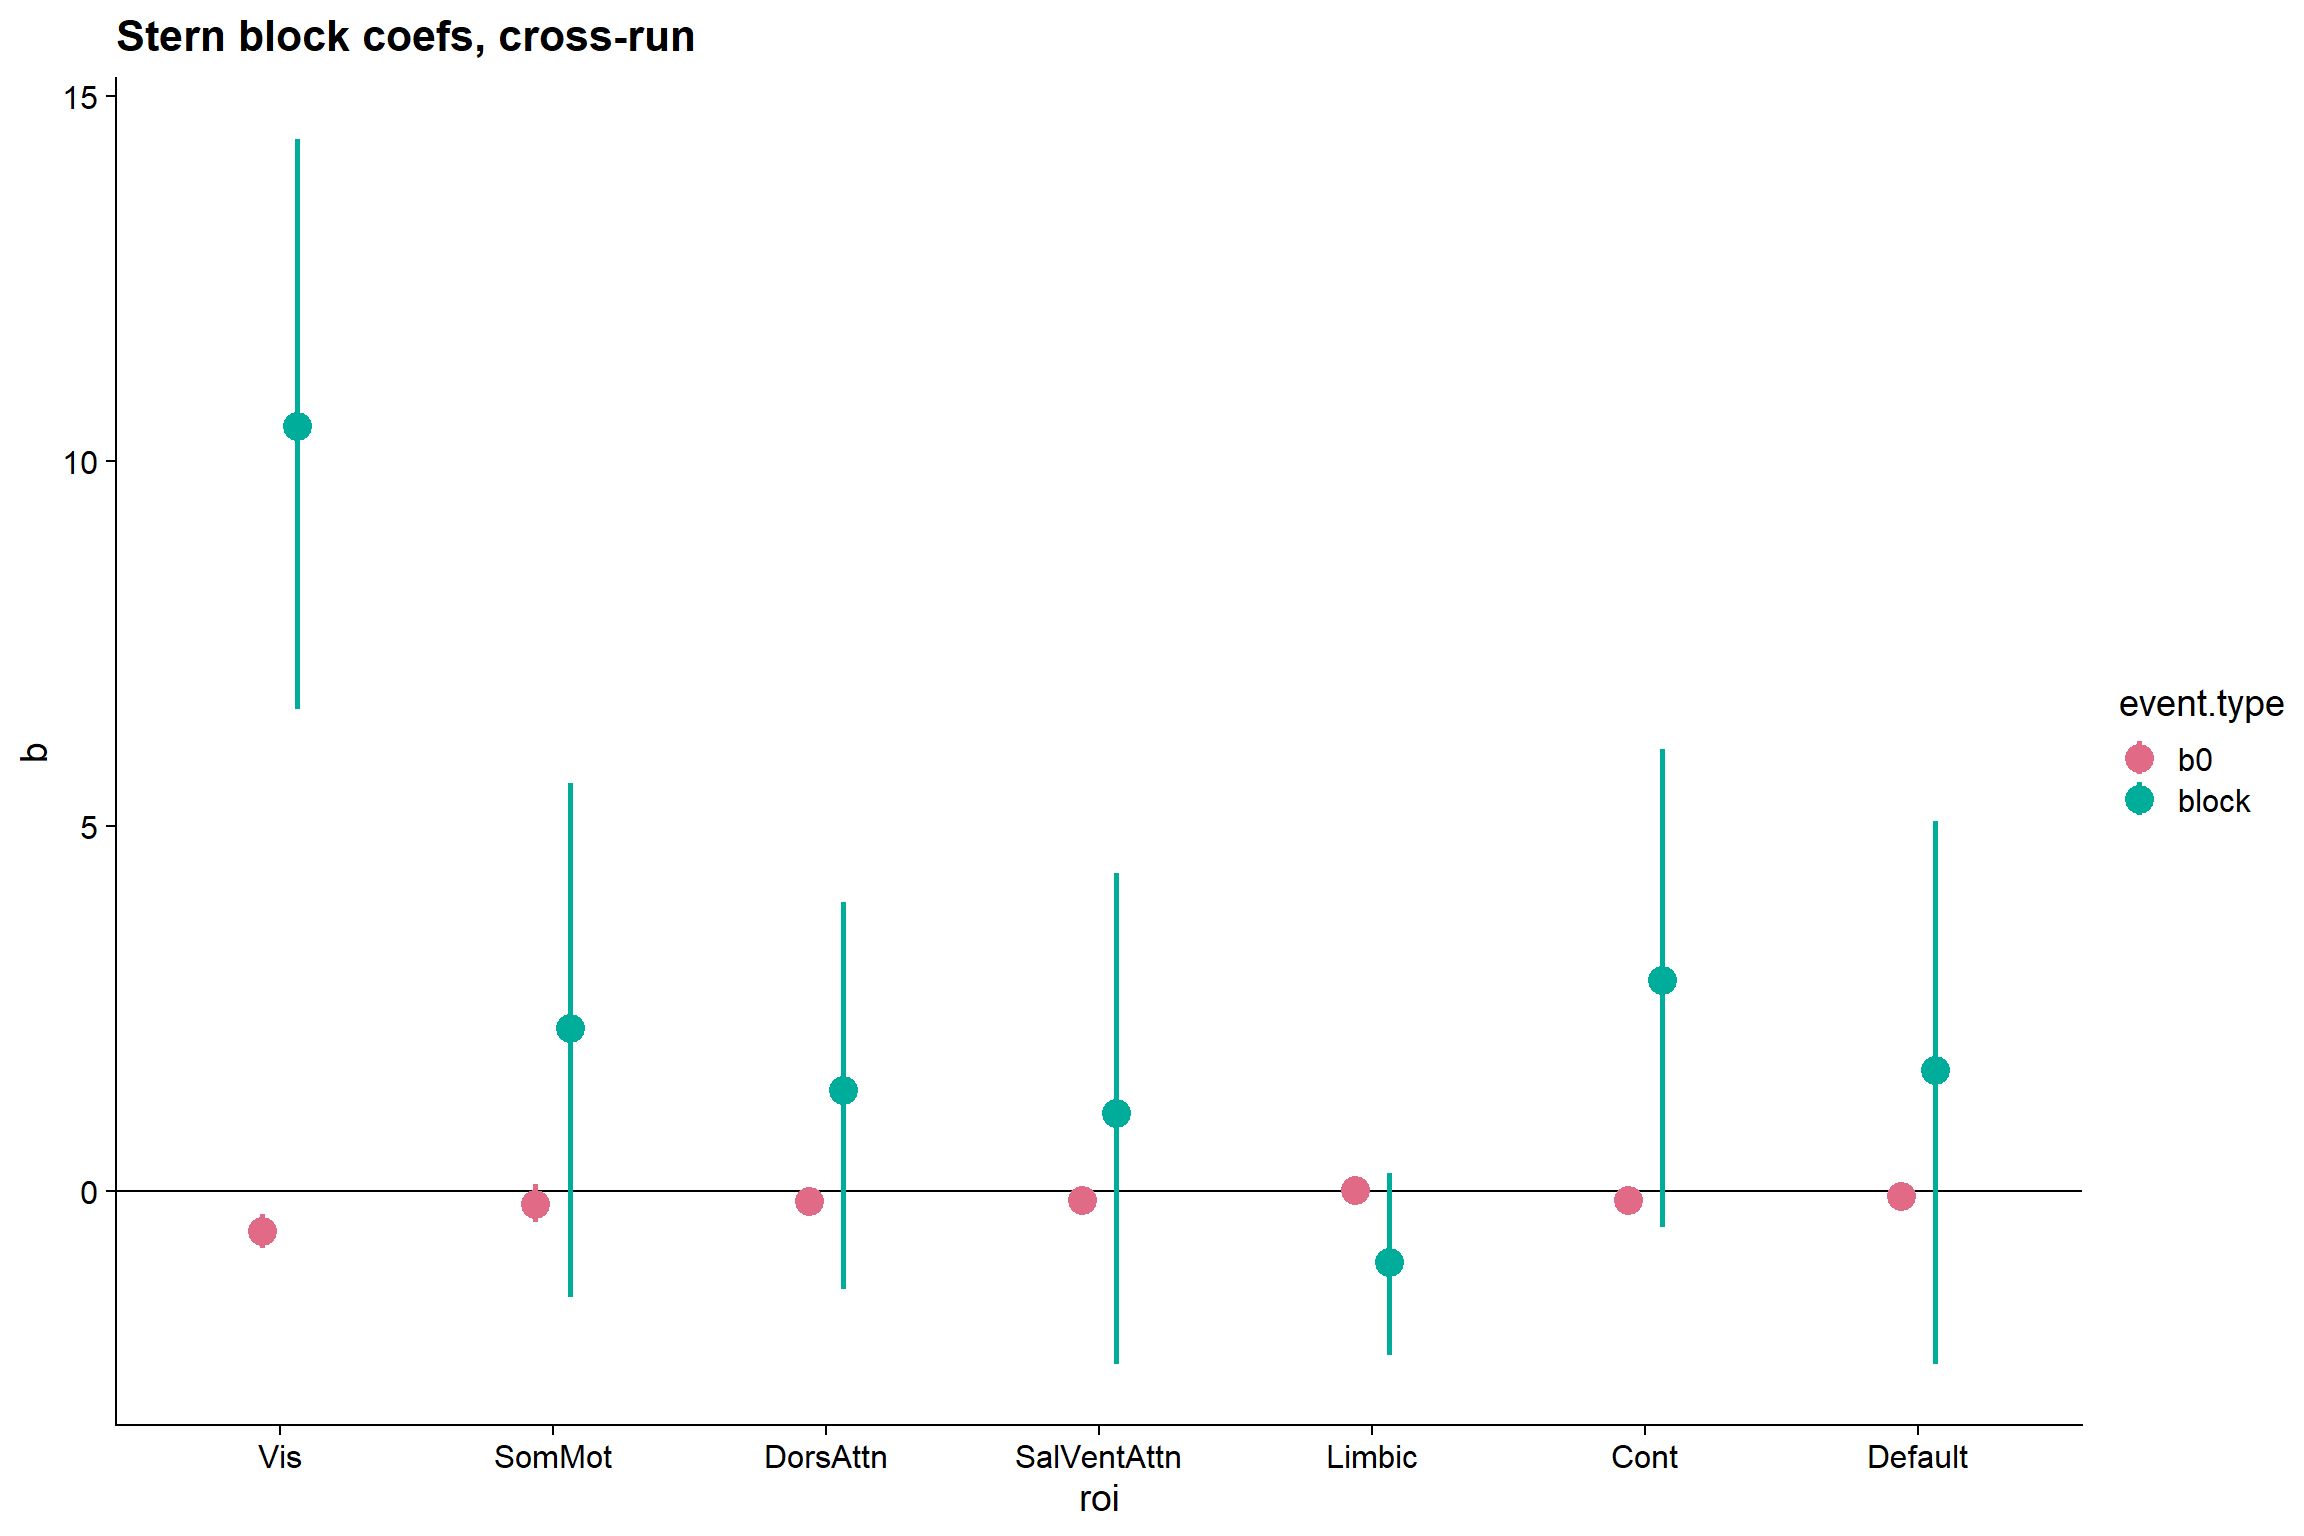 Stern block coefs, cross-run
15
10
5
0
b
Vis
SomMot
DorsAttn
SalVentAttn
Limbic
Cont
Default
roi
event.type
b0
block